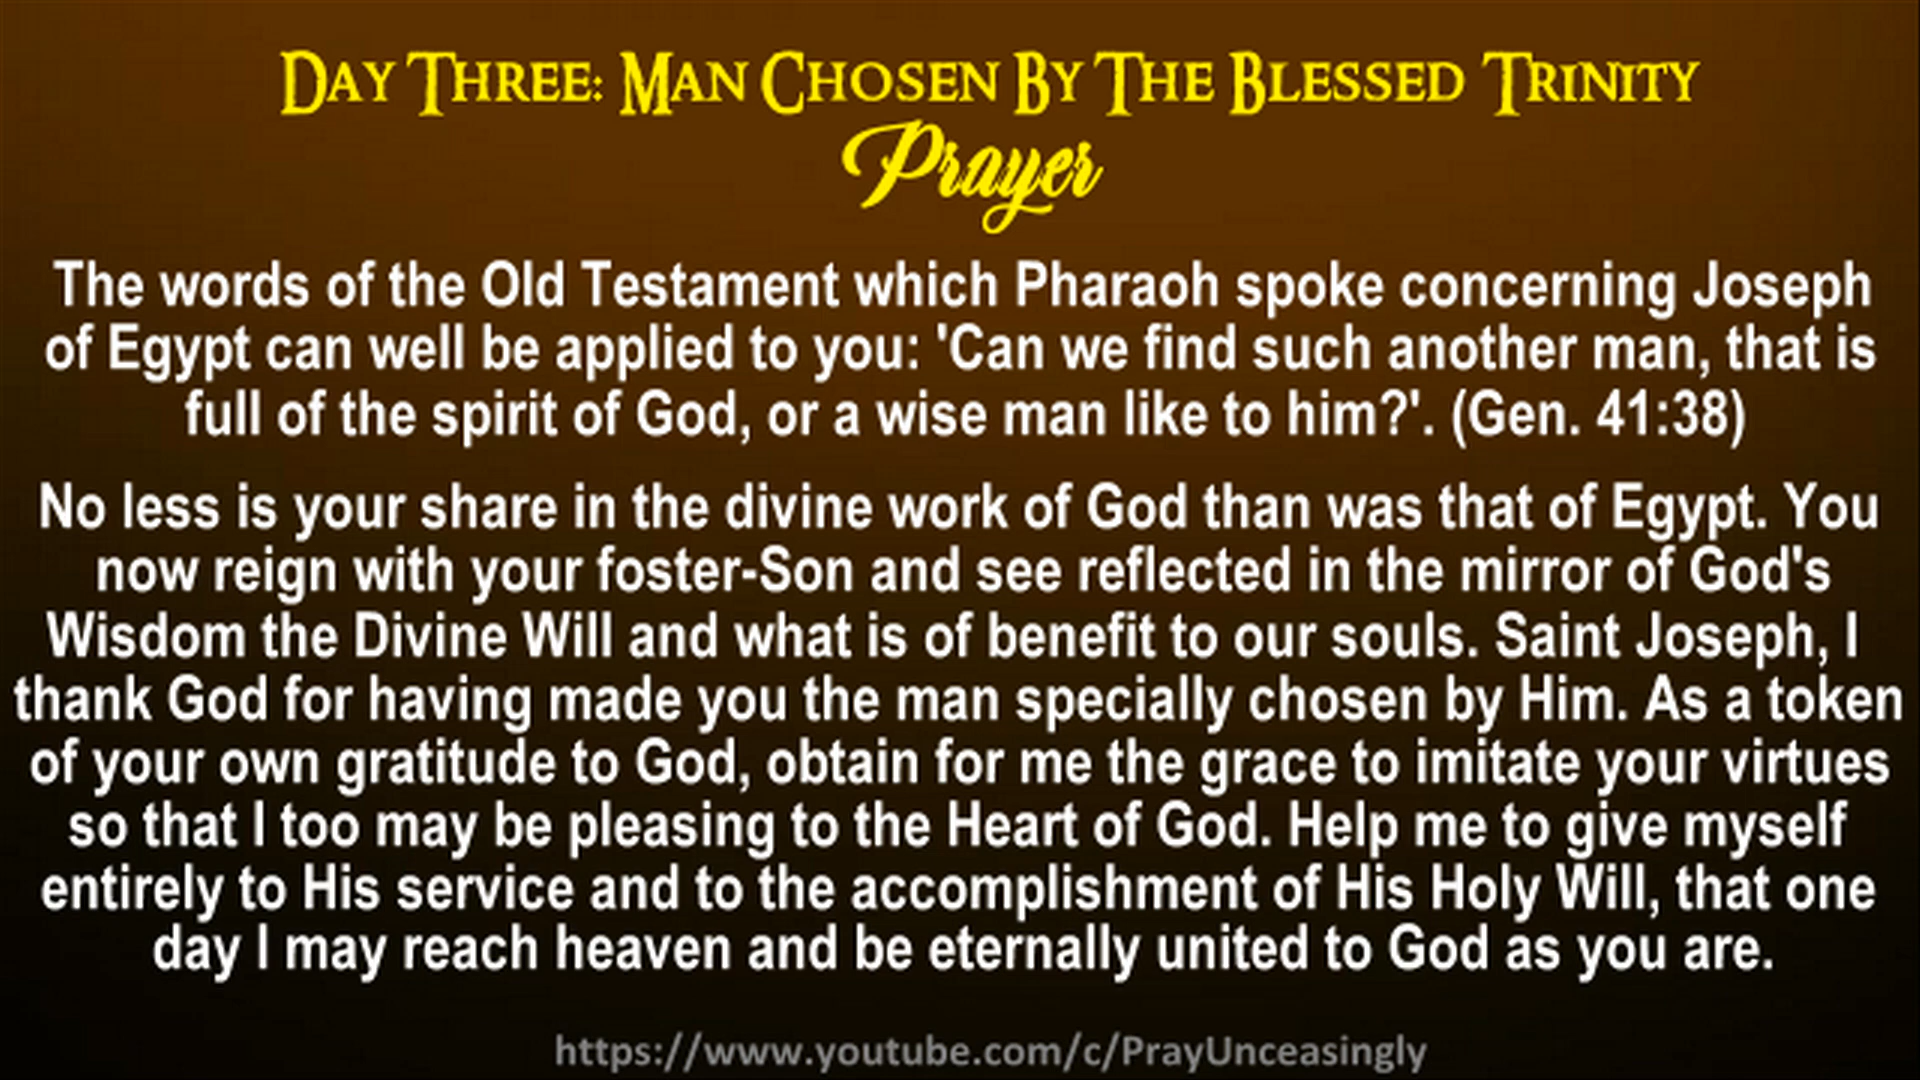 Day Three: Man Chosen By The Blessed Trinity
Prayer
The words of the Old Testament which Pharaoh spoke concerning Joseph
of Egypt can well be applied to you: 'Can we find such another man, that is
full of the spirit of God, or a wise man like to him?'. (Gen. 41:38)
No less is your share in the divine work of God than was that of Egypt. You
now reign with your foster-Son and see reflected in the mirror of God's
Wisdom the Divine Will and what is of benefit to our souls. Saint Joseph, I
thank God for having made you the man specially chosen by Him. As a token
of your own gratitude to God, obtain for me the grace to imitate your virtues
so that I too may be pleasing to the Heart of God. Help me to give myself
entirely to His service and to the accomplishment of His Holy Will, that one
day I may reach heaven and be eternally united to God as you are.
https://www.youtube.com/c/PrayUnceasingly